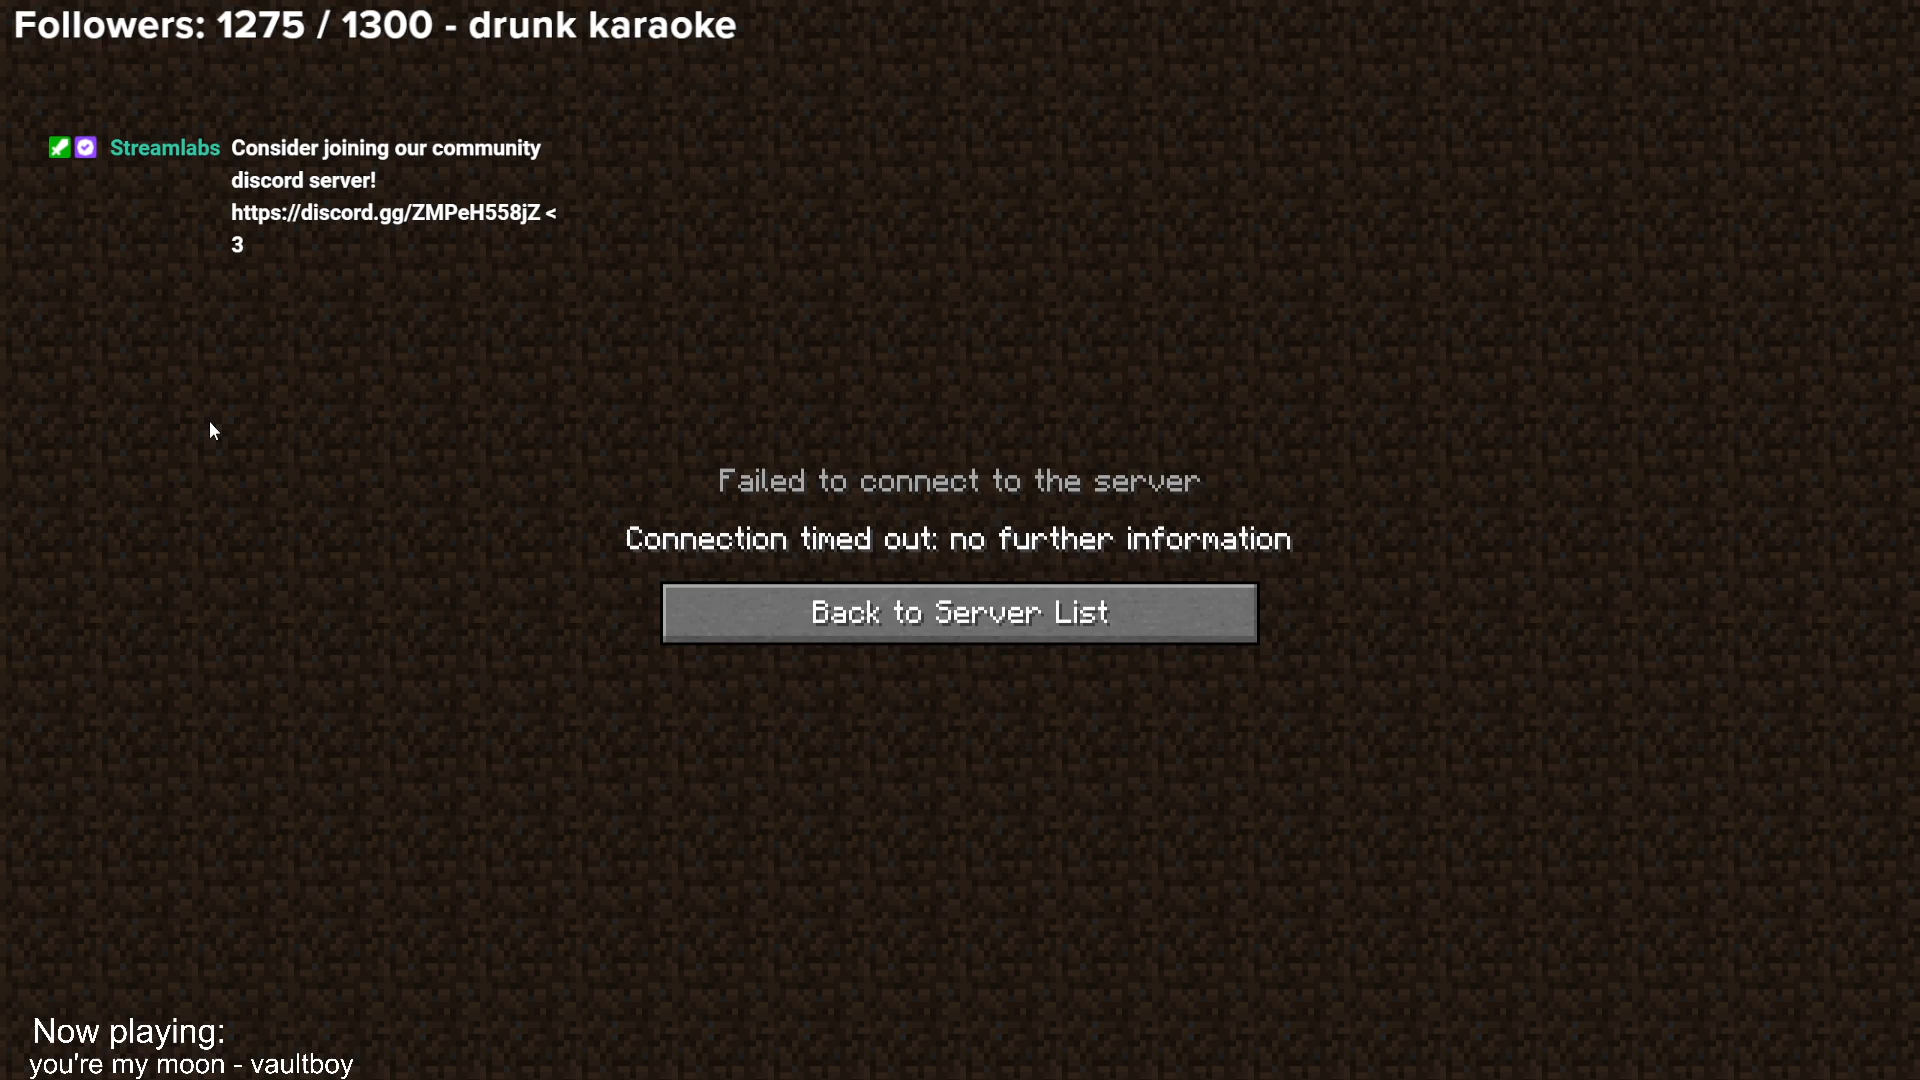 Followers: 1275 / 1300 - drunk karaoke
Streamlabs Consider joining our community
discord server!
https://discord.gg/ZMPeH558jZ <
3
Failed to connect to the server
Connection timed out: no further information
Back to Server List
Now playing:
you're my moon - vaultboy